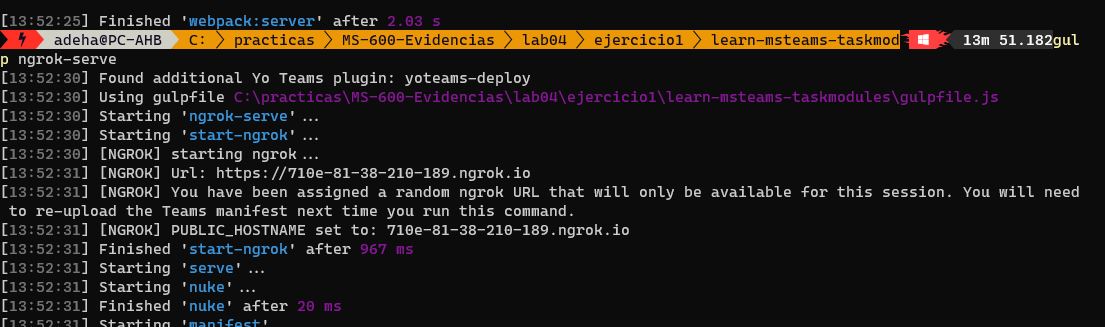 [13:52:25] Finished 'webpack:server' after 2.03 s
adeha@PC-AHB C: practicas MS-600-Evidencias lab04 ejercicio1 learn-msteams-taskmod 13m 51.182gul
p ngrok-serve
[13:52:30] Found additional Yo Teams plugin: yoteams-deploy
[13:52:30] Using gulpfile C:\practicas\MS-600-Evidencias\lab04\ejercicio1\learn-msteams-taskmodules\gulpfile.js
[13:52:30] Starting 'ngrok-serve'...
[13:52:30] Starting 'start-ngrok'...
[13:52:30] [NGROK] starting ngrok...
[13:52:31] [NGROK] Url: https://710e-81-38-210-189.ngrok.io
[13:52:31] [NGROK] You have been assigned a random ngrok URL that will only be available for this session. You will need
to re-upload the Teams manifest next time you run this command.
[13:52:31] [NGROK] PUBLIC_HOSTNAME set to: 710e-81-38-210-189.ngrok.io
[13:52:31] Finished 'start-ngrok' after 967 ms
[13:52:31] Starting 'serve'...
[13:52:31] Starting 'nuke'...
[13:52:31] Finished 'nuke' after 20 ms
[13:52:31] Starting 'manifest'